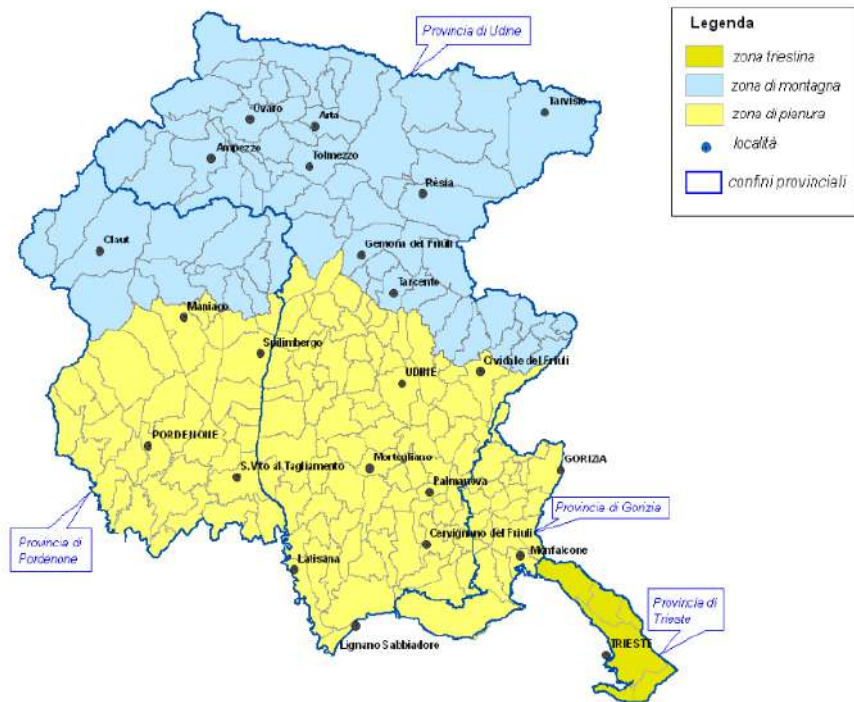 Provincia di Udine
Legenda
zona triestina
zona di montagna
zona di pianura
località
confini provinciali
Tarvisio
Ovaro
Arta
Ampezzo
Tolmezzo
Rèsia
Claut
Gemona del Friuli
Tarcento
Maniago
Spilimbergo
Cividale del Friuli
UDINE
PORDENONE
S.Vito al Tagliamento
Mortegliano
GORIZIA
Palmanova
Provincia di Gorizia
Provincia di
Pordenone
Cervignano del Friuli
Monfalcone
Latisana
Provincia di
Trieste
Lignano Sabbiadoro
TRIESTE